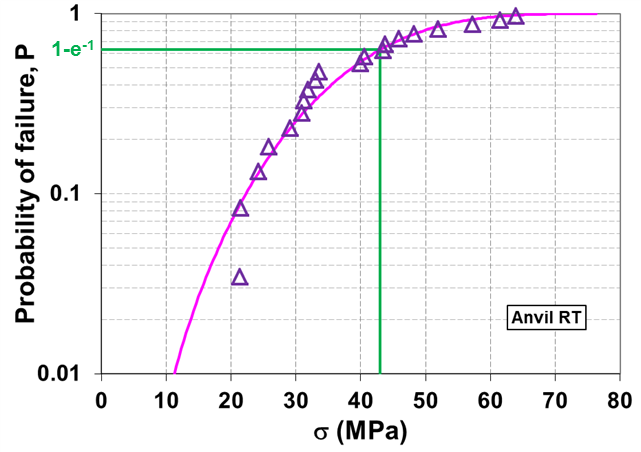 Probability of failure, P
1
1-e⁻¹
0.1
0.01
Anvil RT
0 10 20 30 40 50 60 70 80
σ (MPa)